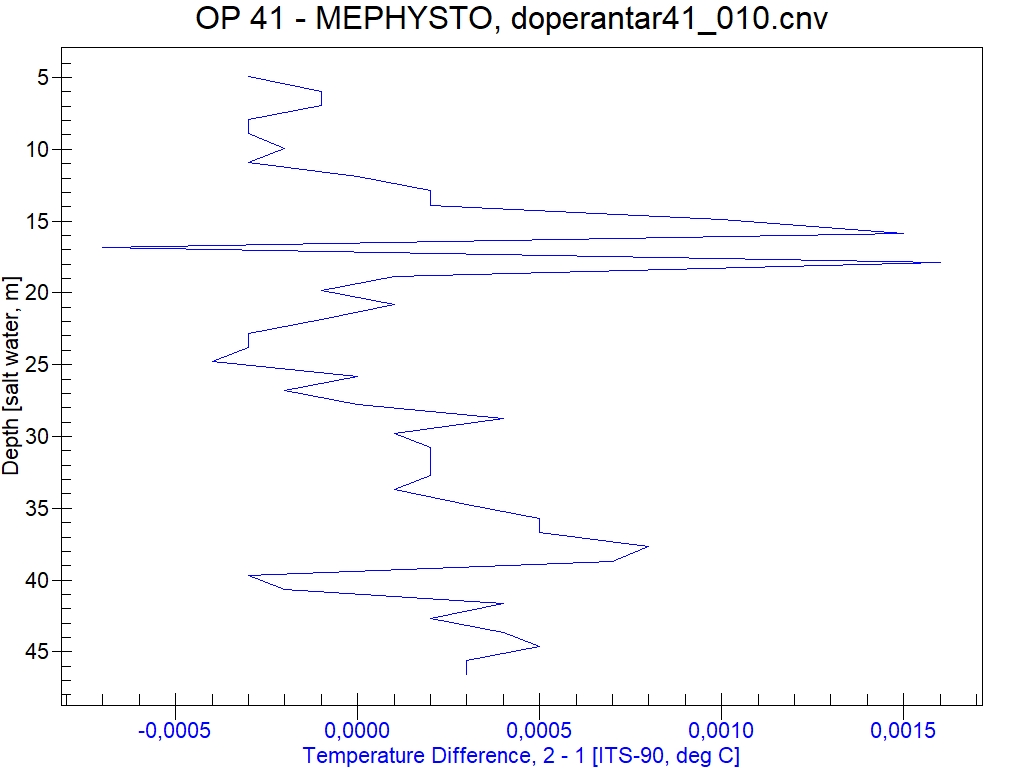 OP 41 - MEPHYSTO, doperantar41_010.cnv
5
10
15
20
25
30
35
40
45
Depth [salt water, m]
-0,0005 0,0000 0,0005 0,0010 0,0015
Temperature Difference, 2 - 1 [ITS-90, deg C]